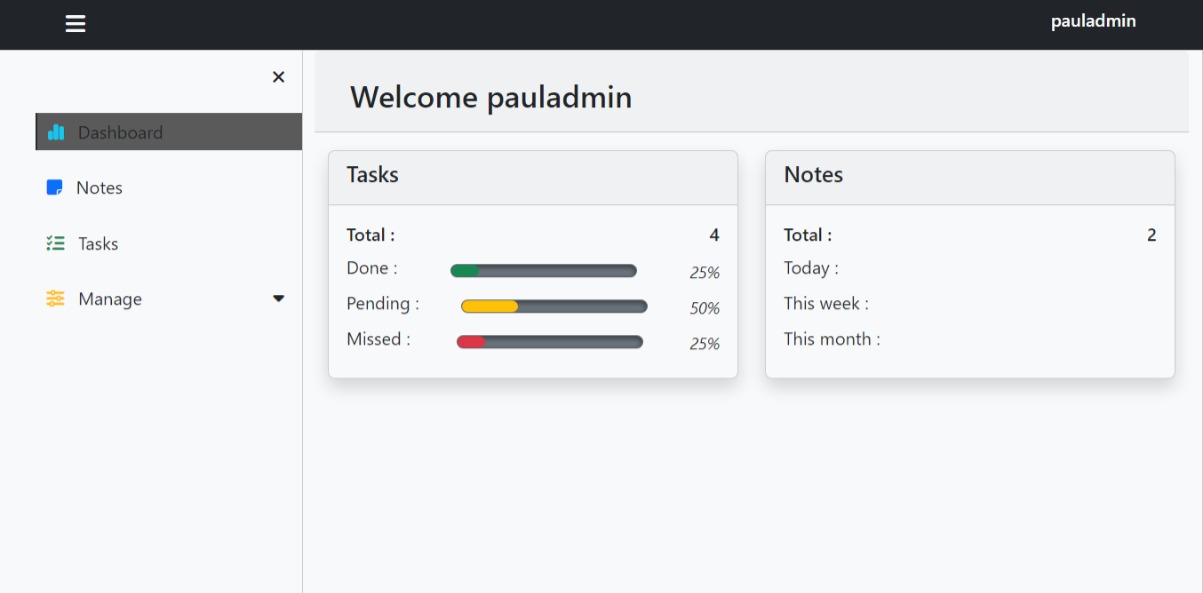 pauladmin
Dashboard
Notes
Tasks
Manage
Welcome pauladmin
Tasks
Total : 4
Done : 25%
Pending : 50%
Missed : 25%
Notes
Total : 2
Today :
This week :
This month :